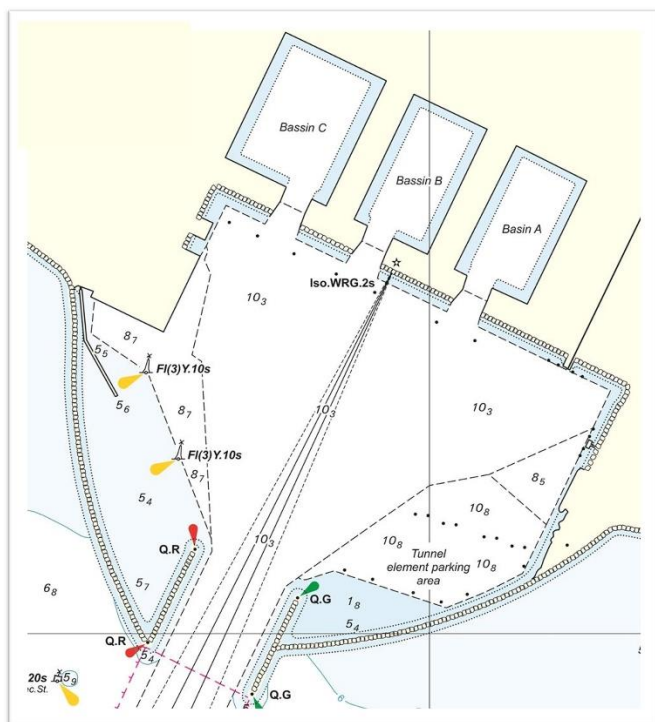 Bassin C
Bassin B
Basin A
Iso.WRG.2s
10₃
8₇
5₅
Fl(3)Y.10s
5₆
10₃
10₃
8₇
Fl(3)Y.10s
8₇
8₅
5₄
10₈
10₃
10₈
10₈
Q.R
Tunnel
element parking
area
5₇
6₈
Q.G
1₈
5₄
Q.R
5₄
20s
5₉
ec.St.
Q.G
6